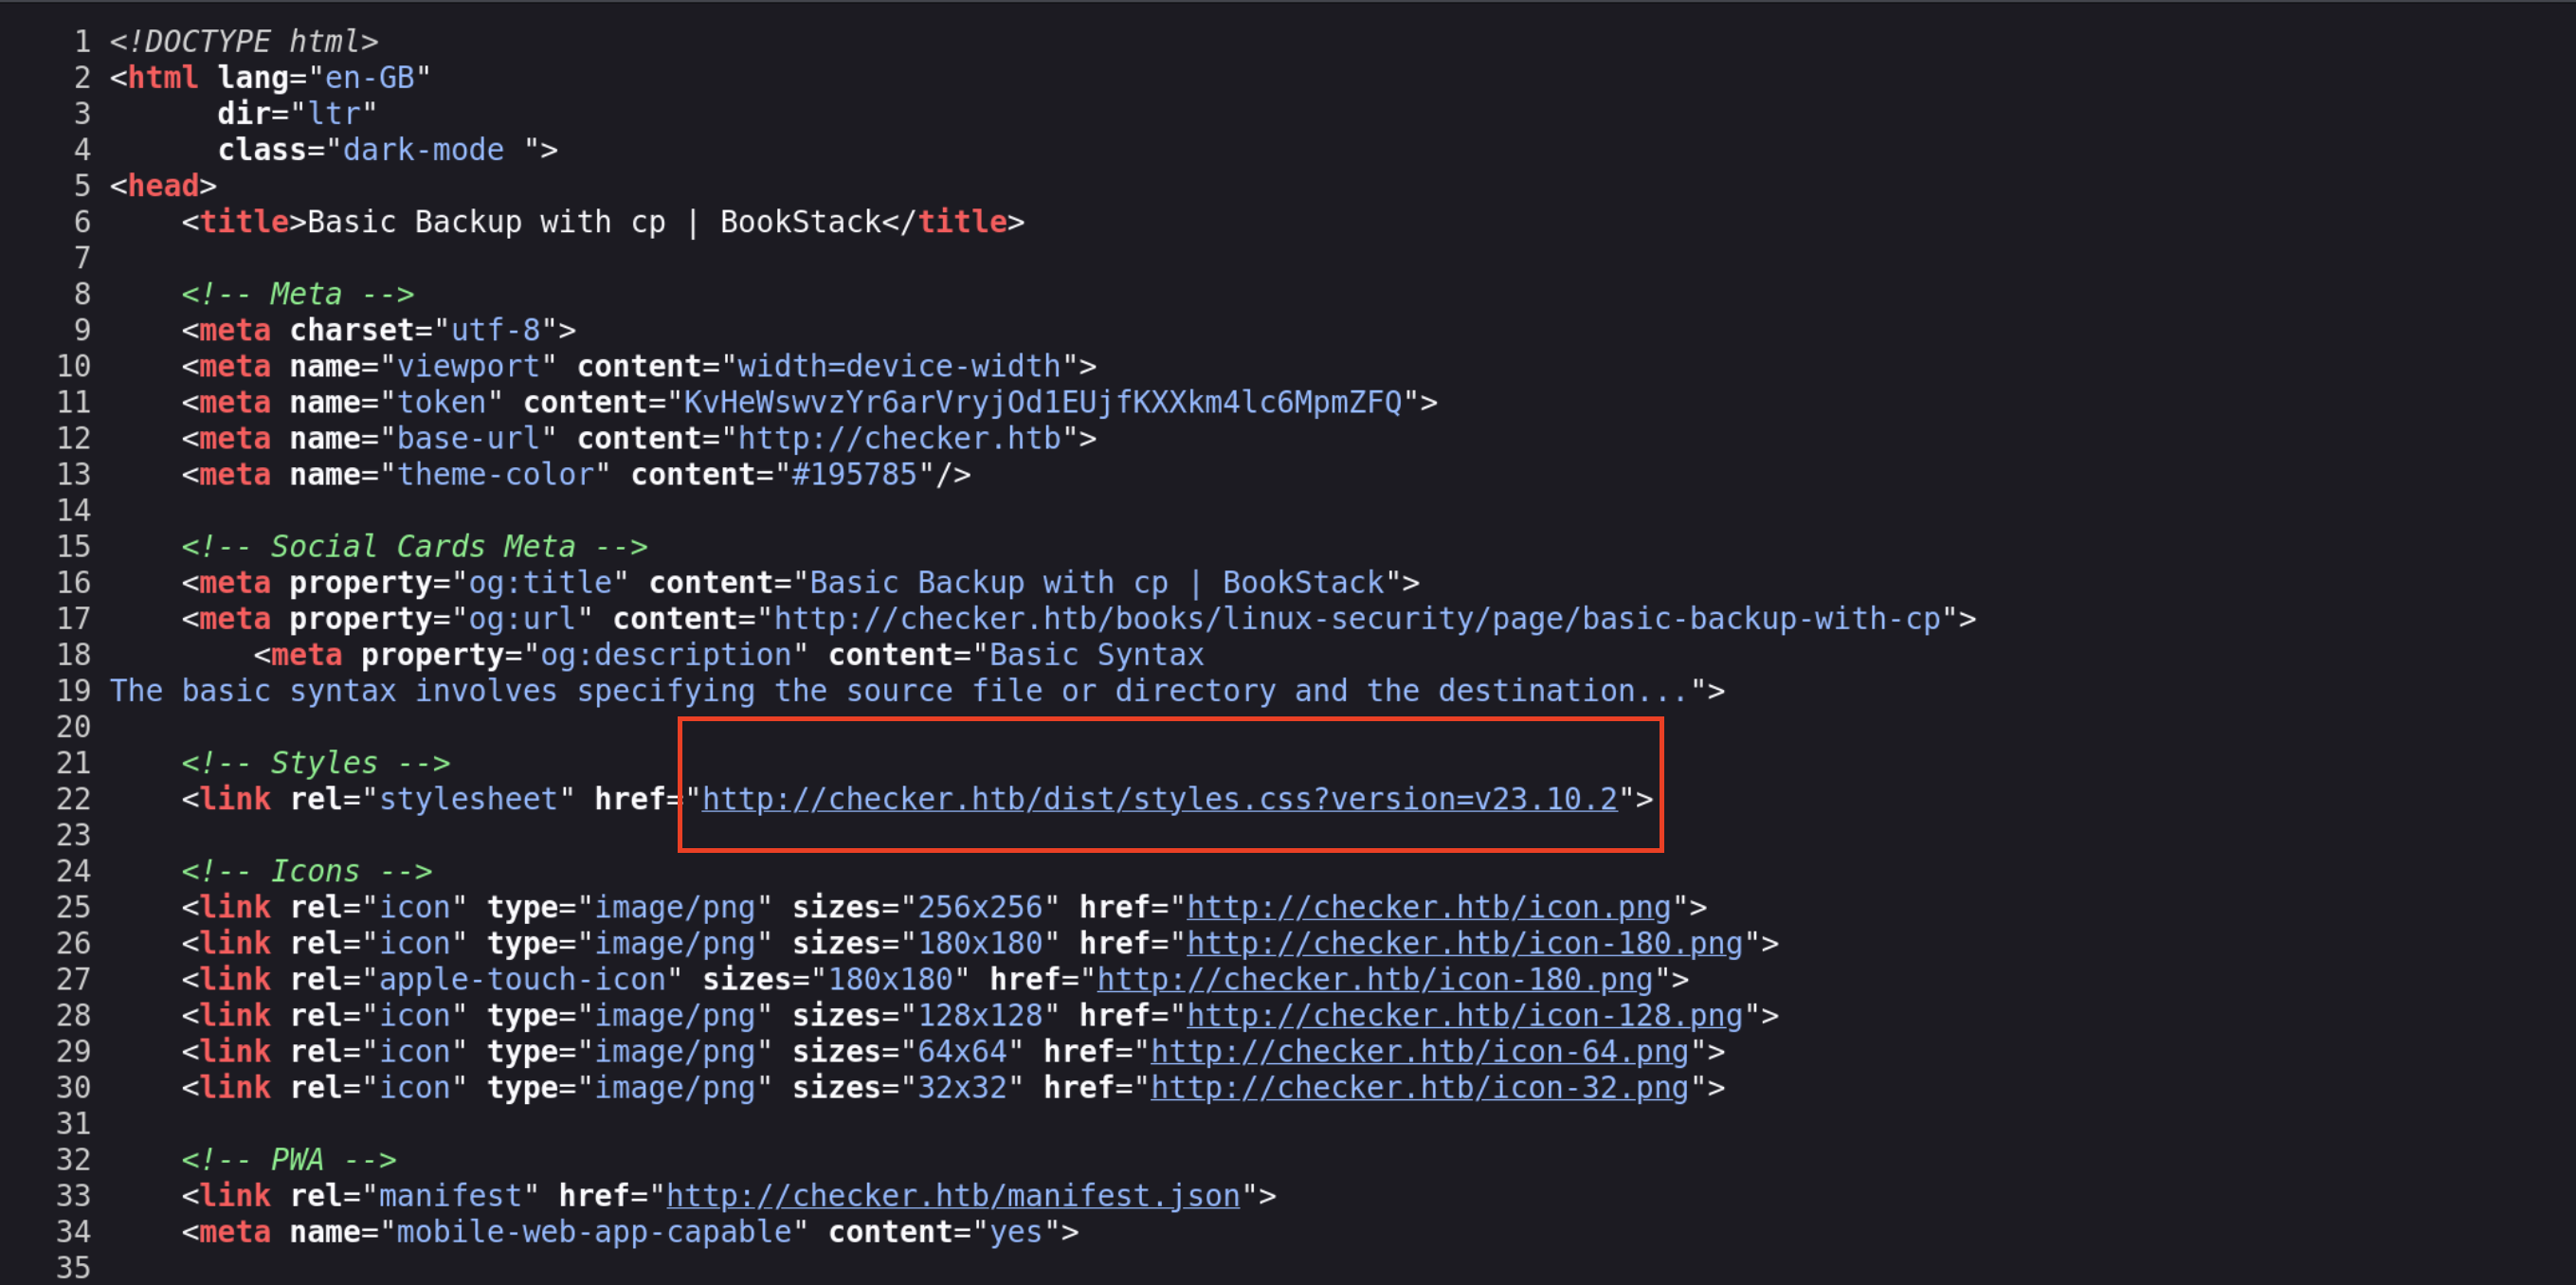 1 <!DOCTYPE html>
2 <html lang="en-GB"
3       dir="ltr"
4       class="dark-mode ">
5 <head>
6     <title>Basic Backup with cp | BookStack</title>
7
8     <!-- Meta -->
9     <meta charset="utf-8">
10     <meta name="viewport" content="width=device-width">
11     <meta name="token" content="KvHeWswvzYr6arVryjOd1EUjfKXXkm4lc6MpmZFQ">
12     <meta name="base-url" content="http://checker.htb">
13     <meta name="theme-color" content="#195785"/>
14
15     <!-- Social Cards Meta -->
16     <meta property="og:title" content="Basic Backup with cp | BookStack">
17     <meta property="og:url" content="http://checker.htb/books/linux-security/page/basic-backup-with-cp">
18         <meta property="og:description" content="Basic Syntax
19 The basic syntax involves specifying the source file or directory and the destination...">
20
21     <!-- Styles -->
22     <link rel="stylesheet" href="http://checker.htb/dist/styles.css?version=v23.10.2">
23
24     <!-- Icons -->
25     <link rel="icon" type="image/png" sizes="256x256" href="http://checker.htb/icon.png">
26     <link rel="icon" type="image/png" sizes="180x180" href="http://checker.htb/icon-180.png">
27     <link rel="apple-touch-icon" sizes="180x180" href="http://checker.htb/icon-180.png">
28     <link rel="icon" type="image/png" sizes="128x128" href="http://checker.htb/icon-128.png">
29     <link rel="icon" type="image/png" sizes="64x64" href="http://checker.htb/icon-64.png">
30     <link rel="icon" type="image/png" sizes="32x32" href="http://checker.htb/icon-32.png">
31
32     <!-- PWA -->
33     <link rel="manifest" href="http://checker.htb/manifest.json">
34     <meta name="mobile-web-app-capable" content="yes">
35